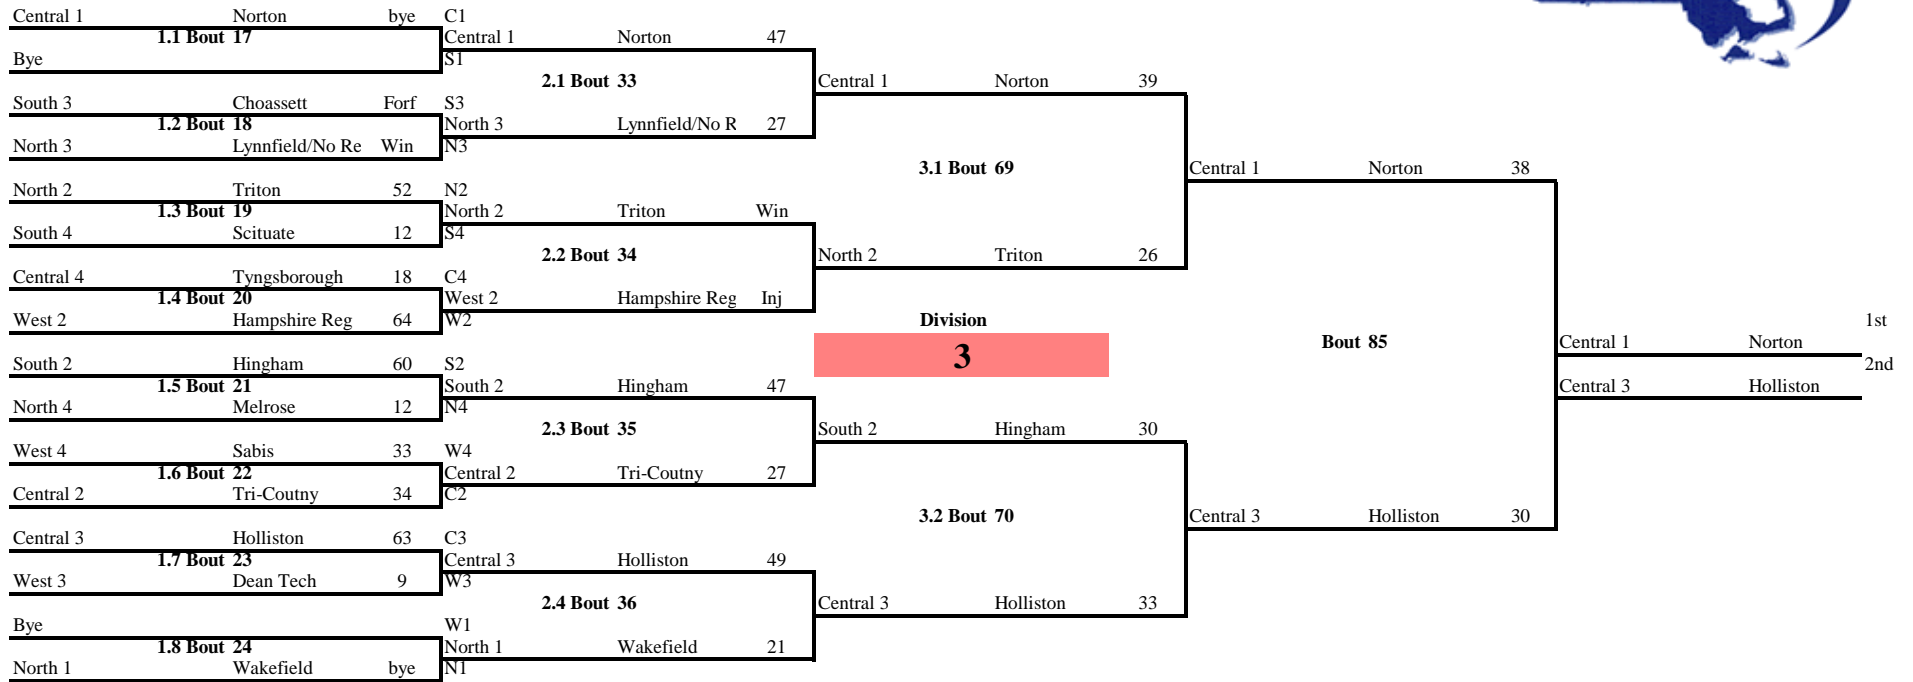 Central 1 Norton bye C1
1.1 Bout 17 Central 1 Norton 47
Bye S1
2.1 Bout 33 Central 1 Norton 39
South 3 Choassett Forf S3
1.2 Bout 18 North 3 Lynnfield/No R 27
North 3 Lynnfield/No Re Win N3
3.1 Bout 69 Central 1 Norton 38
North 2 Triton 52 N2
1.3 Bout 19 North 2 Triton Win
South 4 Scituate 12 S4
2.2 Bout 34 North 2 Triton 26
Central 4 Tyngsborough 18 C4
1.4 Bout 20 West 2 Hampshire Reg Inj
West 2 Hampshire Reg 64 W2 Division 1st
Bout 85 Central 1 Norton
3
South 2 Hingham 60 S2 2nd
1.5 Bout 21 South 2 Hingham 47 Central 3 Holliston
North 4 Melrose 12 N4
2.3 Bout 35 South 2 Hingham 30
West 4 Sabis 33 W4
1.6 Bout 22 Central 2 Tri-Coutny 27
Central 2 Tri-Coutny 34 C2
3.2 Bout 70 Central 3 Holliston 30
Central 3 Holliston 63 C3
1.7 Bout 23 Central 3 Holliston 49
West 3 Dean Tech 9 W3
2.4 Bout 36 Central 3 Holliston 33
Bye W1
1.8 Bout 24 North 1 Wakefield 21
North 1 Wakefield bye N1